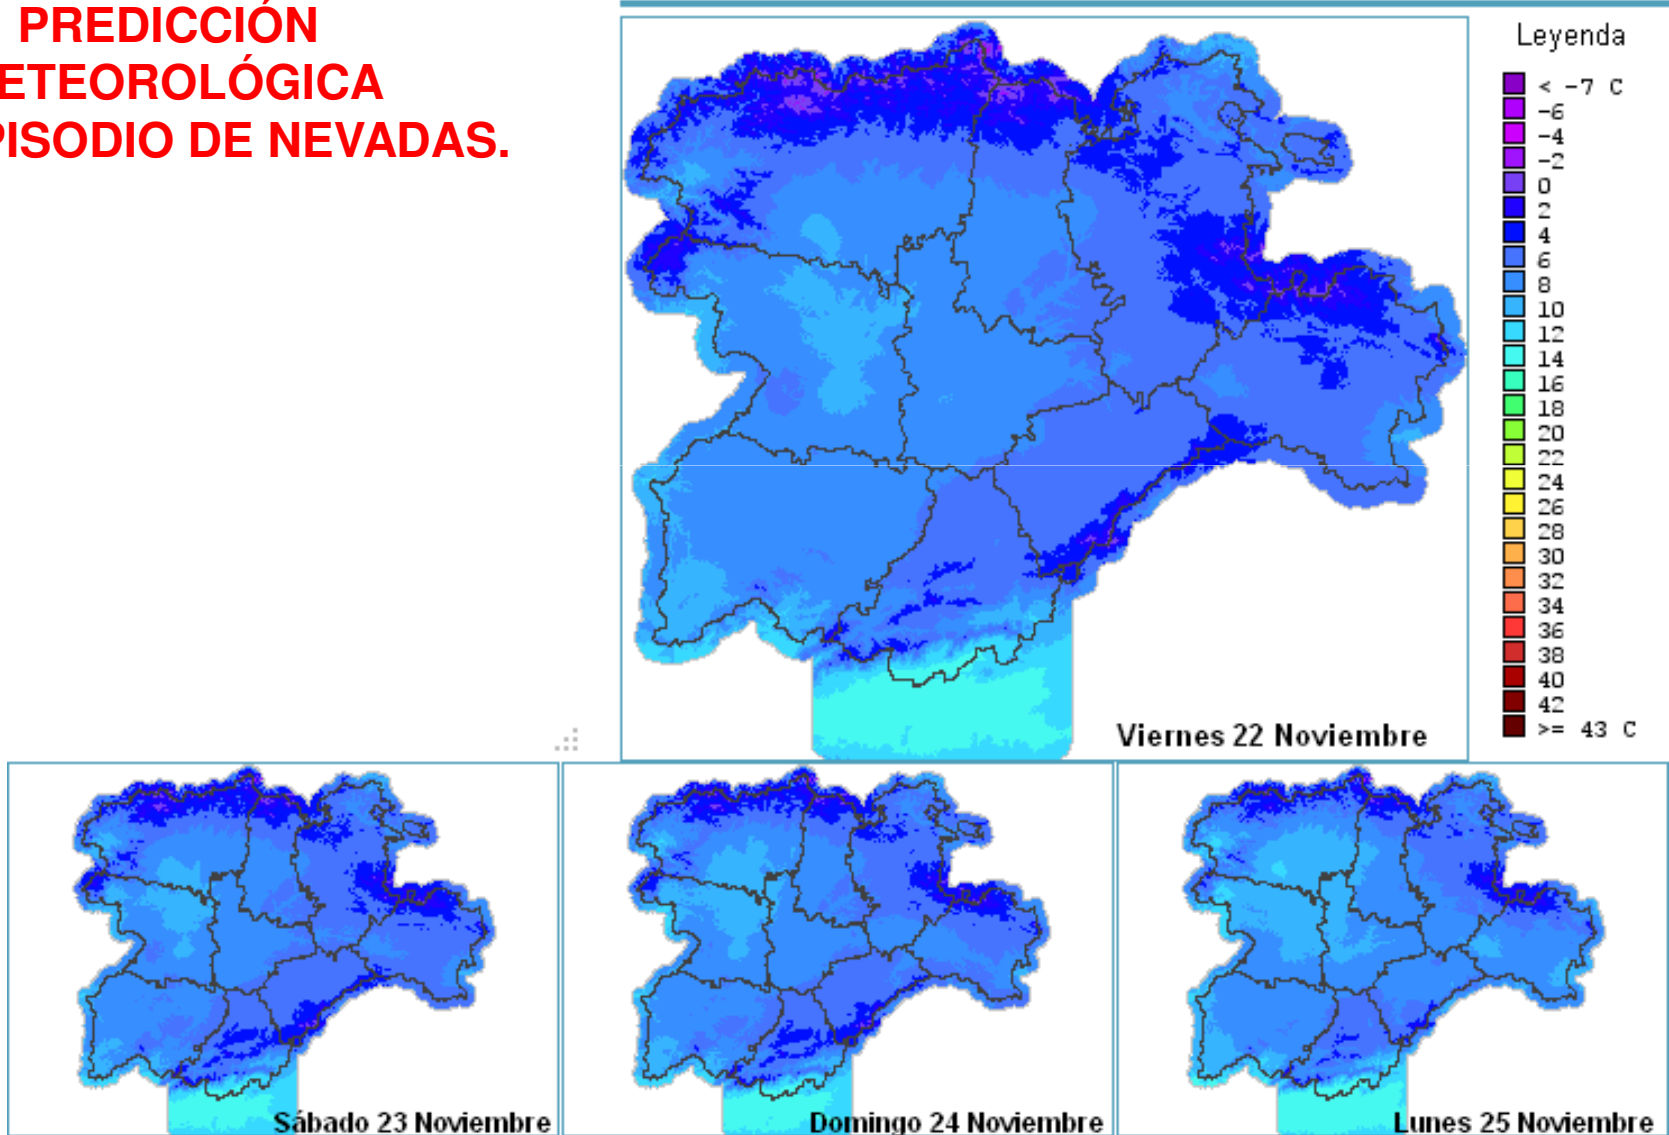 PREDICCIÓN
ETEOROLÓGICA
PISODIO DE NEVADAS.
Leyenda
< -7 C
-6
-4
-2
0
2
4
6
8
10
12
14
16
18
20
22
24
26
28
30
32
34
36
38
40
42
>= 43 C
Viernes 22 Noviembre
Sábado 23 Noviembre
Domingo 24 Noviembre
Lunes 25 Noviembre